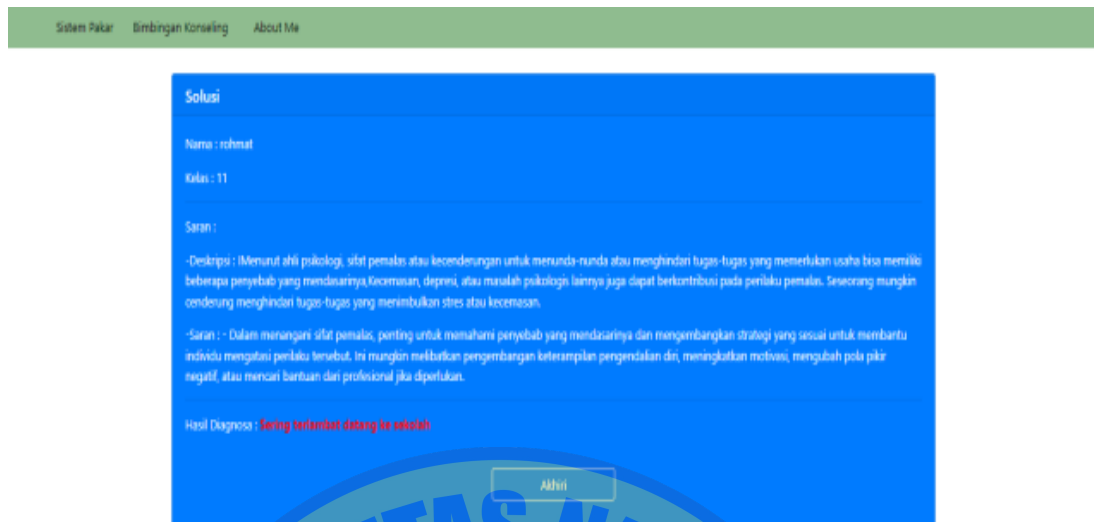 Sistem Pakar Bimbingan Konseling About Me
Solusi
Nama : rohmat
Kelas : 11
Saran :
-Deskripsi : IMenurut ahli psikologi, sifat pemalas atau kecenderungan untuk menunda-nunda atau menghindari tugas-tugas yang memerlukan usaha bisa memiliki
beberapa penyebab yang mendasarinya,Kecemasan, depresi, atau masalah psikologis lainnya juga dapat berkontribusi pada perilaku pemalas. Seseorang mungkin
cenderung menghindari tugas-tugas yang menimbulkan stres atau kecemasan.
-Saran : - Dalam menangani sifat pemalas, penting untuk memahami penyebab yang mendasarinya dan mengembangkan strategi yang sesuai untuk membantu
individu mengatasi perilaku tersebut. Ini mungkin melibatkan pengembangan keterampilan pengendalian diri, meningkatkan motivasi, mengubah pola pikir
negatif, atau mencari bantuan dari profesional jika diperlukan.
Hasil Diagnosa : Sering terlambat datang ke sekolah
Akhiri